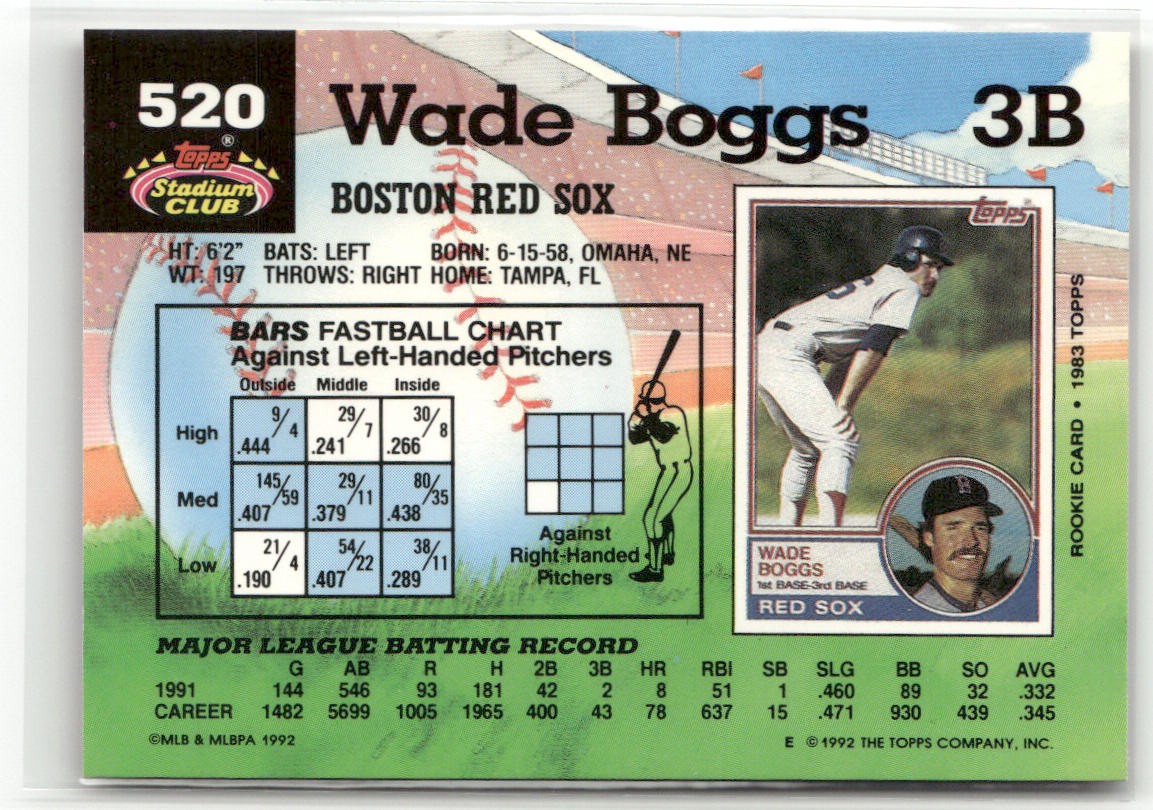 520
Topps®
Stadium
CLUB
Wade Boggs 3B
BOSTON RED SOX
HT: 6'2" BATS: LEFT BORN: 6-15-58, OMAHA, NE
WT: 197 THROWS: RIGHT HOME: TAMPA, FL
BARS FASTBALL CHART
Against Left-Handed Pitchers
Outside Middle Inside
High 9/4 .444 29/7 .241 30/8 .266
Med 145/59 .407 29/11 .379 80/35 .438
Low 21/4 .190 54/22 .407 38/11 .289
Against
Right-Handed
Pitchers
Topps
B
WADE
BOGGS
1st BASE-3rd BASE
RED SOX
ROOKIE CARD • 1983 TOPPS
MAJOR LEAGUE BATTING RECORD
G AB R H 2B 3B HR RBI SB SLG BB SO AVG
1991 144 546 93 181 42 2 8 51 1 .460 89 32 .332
CAREER 1482 5699 1005 1965 400 43 78 637 15 .471 930 439 .345
©MLB & MLBPA 1992
E ©1992 THE TOPPS COMPANY, INC.